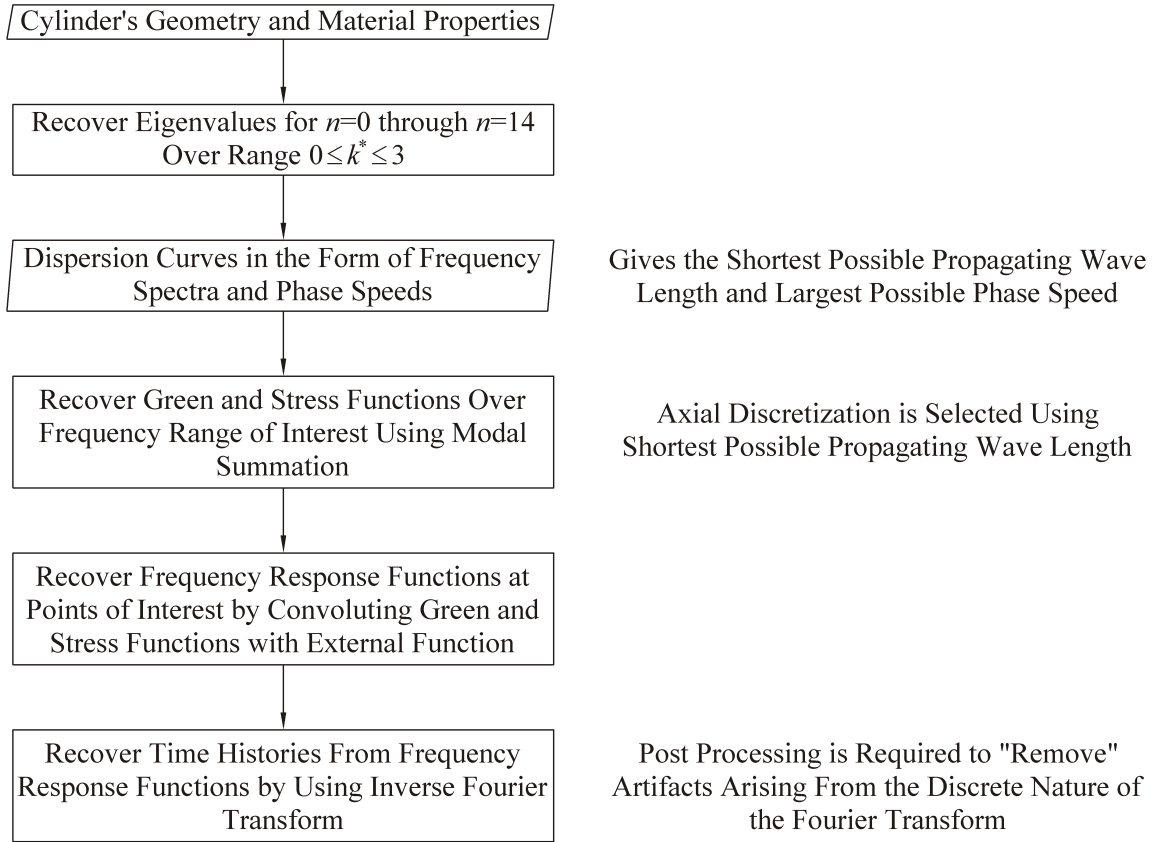 Cylinder's Geometry and Material Properties
Recover Eigenvalues for n=0 through n=14
Over Range 0≤k*≤3
Dispersion Curves in the Form of Frequency
Spectra and Phase Speeds
Gives the Shortest Possible Propagating Wave
Length and Largest Possible Phase Speed
Recover Green and Stress Functions Over
Frequency Range of Interest Using Modal
Summation
Axial Discretization is Selected Using
Shortest Possible Propagating Wave Length
Recover Frequency Response Functions at
Points of Interest by Convoluting Green and
Stress Functions with External Function
Recover Time Histories From Frequency
Response Functions by Using Inverse Fourier
Transform
Post Processing is Required to "Remove"
Artifacts Arising From the Discrete Nature of
the Fourier Transform